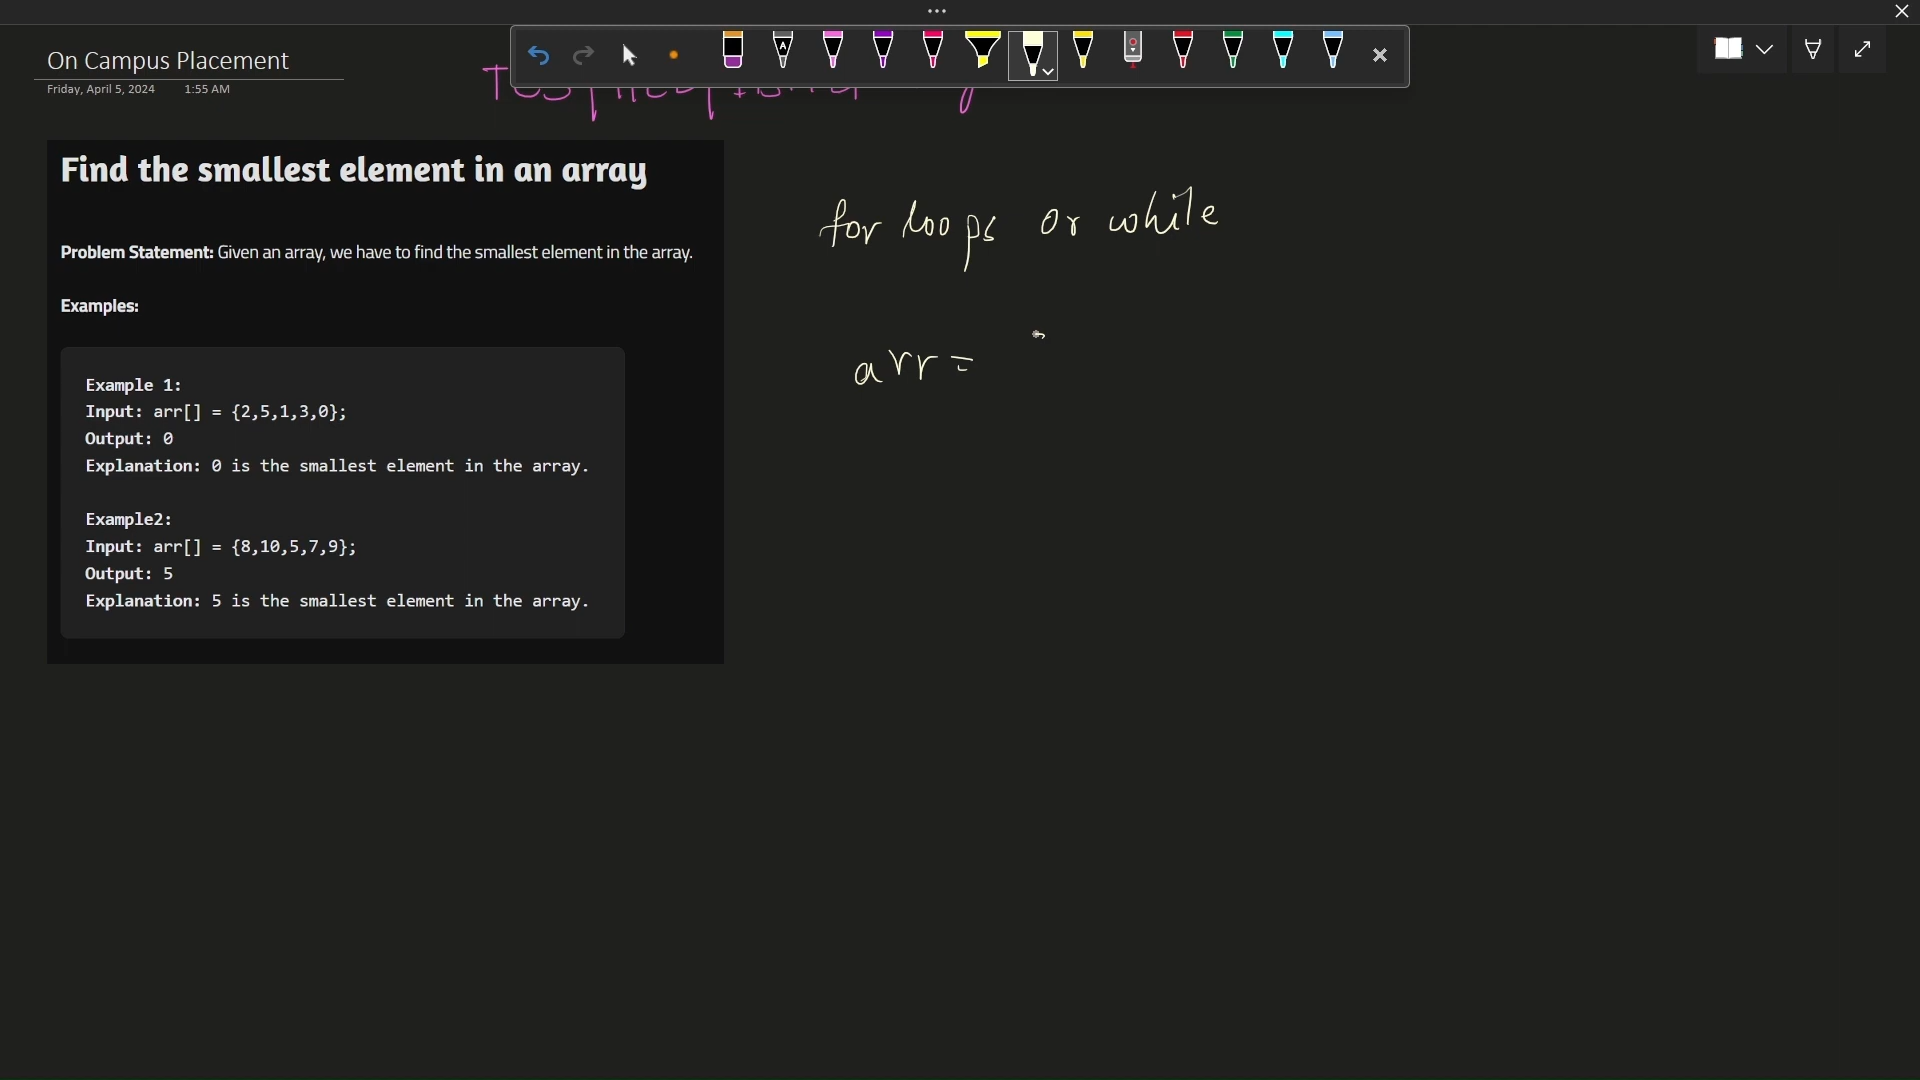 On Campus Placement
Friday, April 5, 2024 1:55 AM
Find the smallest element in an array
Problem Statement: Given an array, we have to find the smallest element in the array.
Examples:
Example 1:
Input: arr[] = {2,5,1,3,0};
Output: 0
Explanation: 0 is the smallest element in the array.
Example2:
Input: arr[] = {8,10,5,7,9};
Output: 5
Explanation: 5 is the smallest element in the array.
for loops or while
arr =